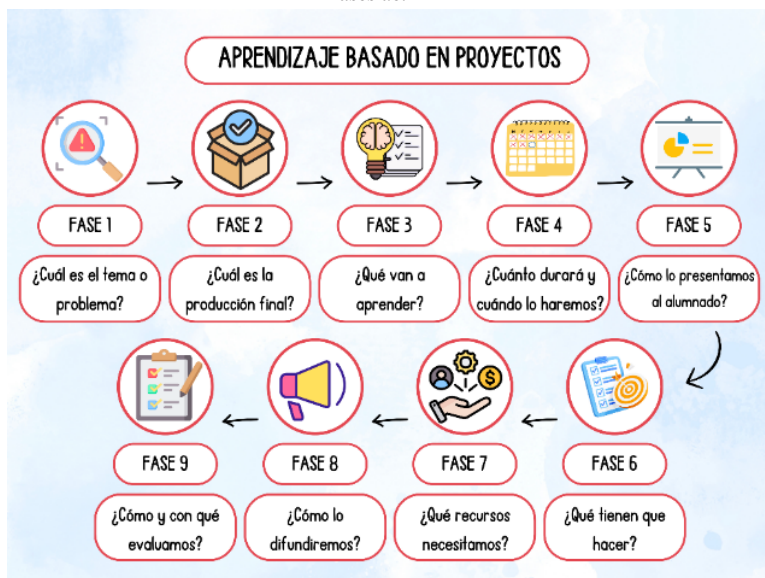 APRENDIZAJE BASADO EN PROYECTOS
FASE 1
FASE 2
FASE 3
FASE 4
FASE 5
¿Cuál es el tema o
problema?
¿Cuál es la
producción final?
¿Qué van a
aprender?
¿Cuánto durará y
cuándo lo haremos?
¿Cómo lo presentamos
al alumnado?
FASE 6
¿Qué tienen que
hacer?
FASE 7
¿Qué recursos
necesitamos?
FASE 8
¿Cómo lo
difundiremos?
FASE 9
¿Cómo y con qué
evaluamos?